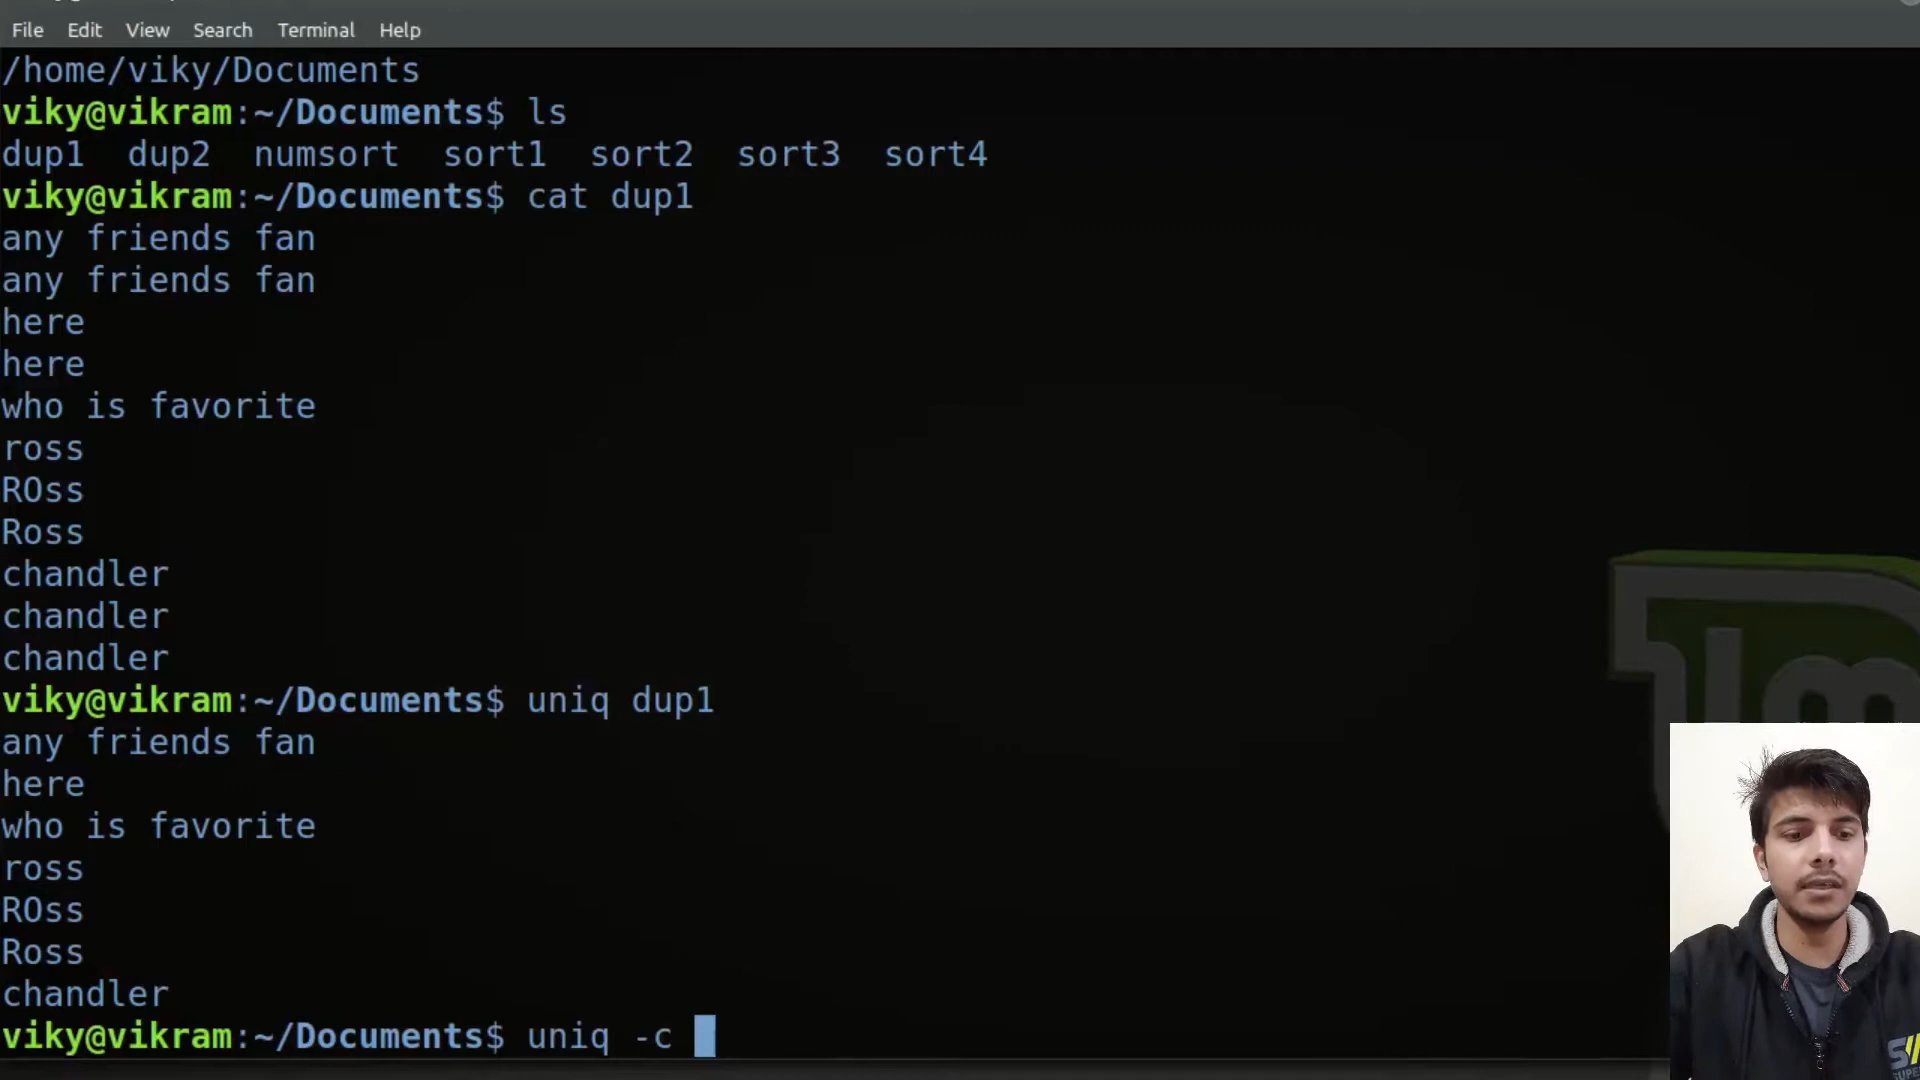 File Edit View Search Terminal Help
/home/viky/Documents
viky@vikram:~/Documents$ ls
dup1 dup2 numsort sort1 sort2 sort3 sort4
viky@vikram:~/Documents$ cat dup1
any friends fan
any friends fan
here
here
who is favorite
ross
ROss
Ross
chandler
chandler
chandler
viky@vikram:~/Documents$ uniq dup1
any friends fan
here
who is favorite
ross
ROss
Ross
chandler
viky@vikram:~/Documents$ uniq -c